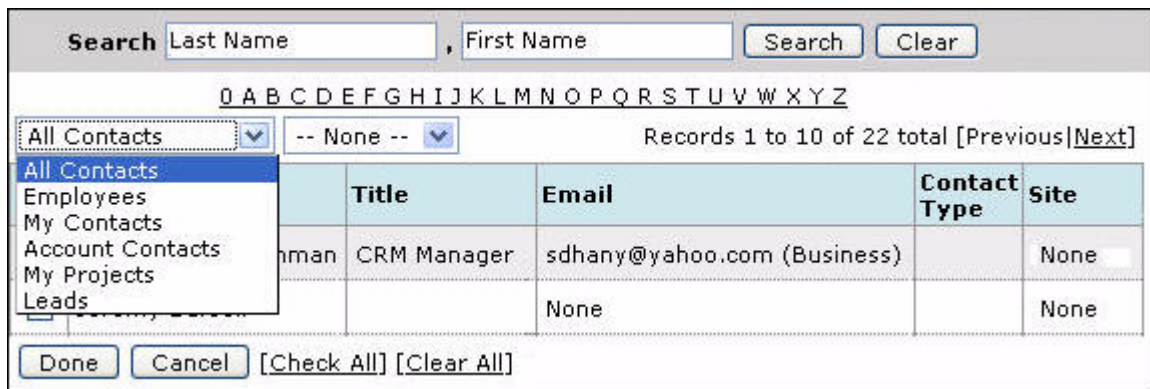 Search Last Name , First Name Search Clear
0 A B C D E F G H I J K L M N O P Q R S T U V W X Y Z
All Contacts -- None -- Records 1 to 10 of 22 total [Previous|Next]
All Contacts
Employees
My Contacts
Account Contacts
My Projects
Leads
Title Email Contact Type Site
CRM Manager sdhany@yahoo.com (Business) None
None None
Done Cancel [Check All] [Clear All]